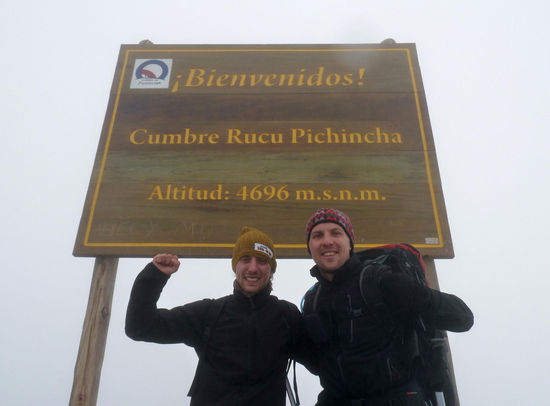 ¡Bienvenidos!
Cumbre Rucu Pichincha
Altitud: 4696 m.s.n.m.